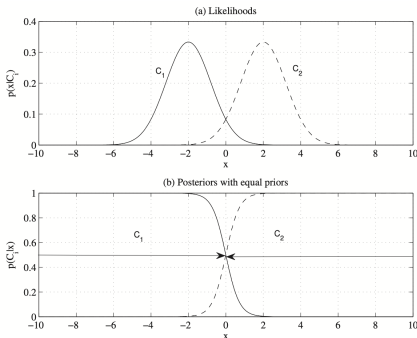 (a) Likelihoods
0.4
0.3
0.2
0.1
0
p(x|C_i)
C_1
C_2
-10 -8 -6 -4 -2 0 2 4 6 8 10
x
(b) Posteriors with equal priors
1
0.8
0.6
0.4
0.2
0
p(C_i|x)
C_1
C_2
-10 -8 -6 -4 -2 0 2 4 6 8 10
x